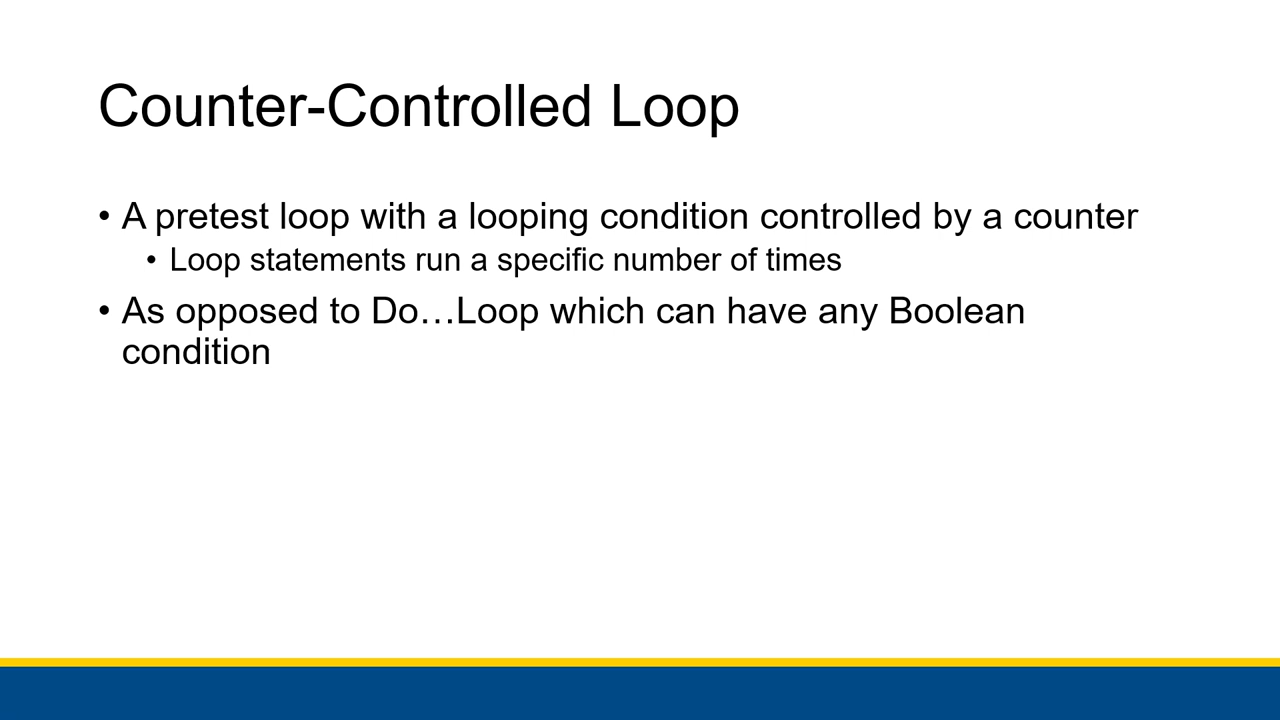 Counter-Controlled Loop
• A pretest loop with a looping condition controlled by a counter
• Loop statements run a specific number of times
• As opposed to Do…Loop which can have any Boolean
condition